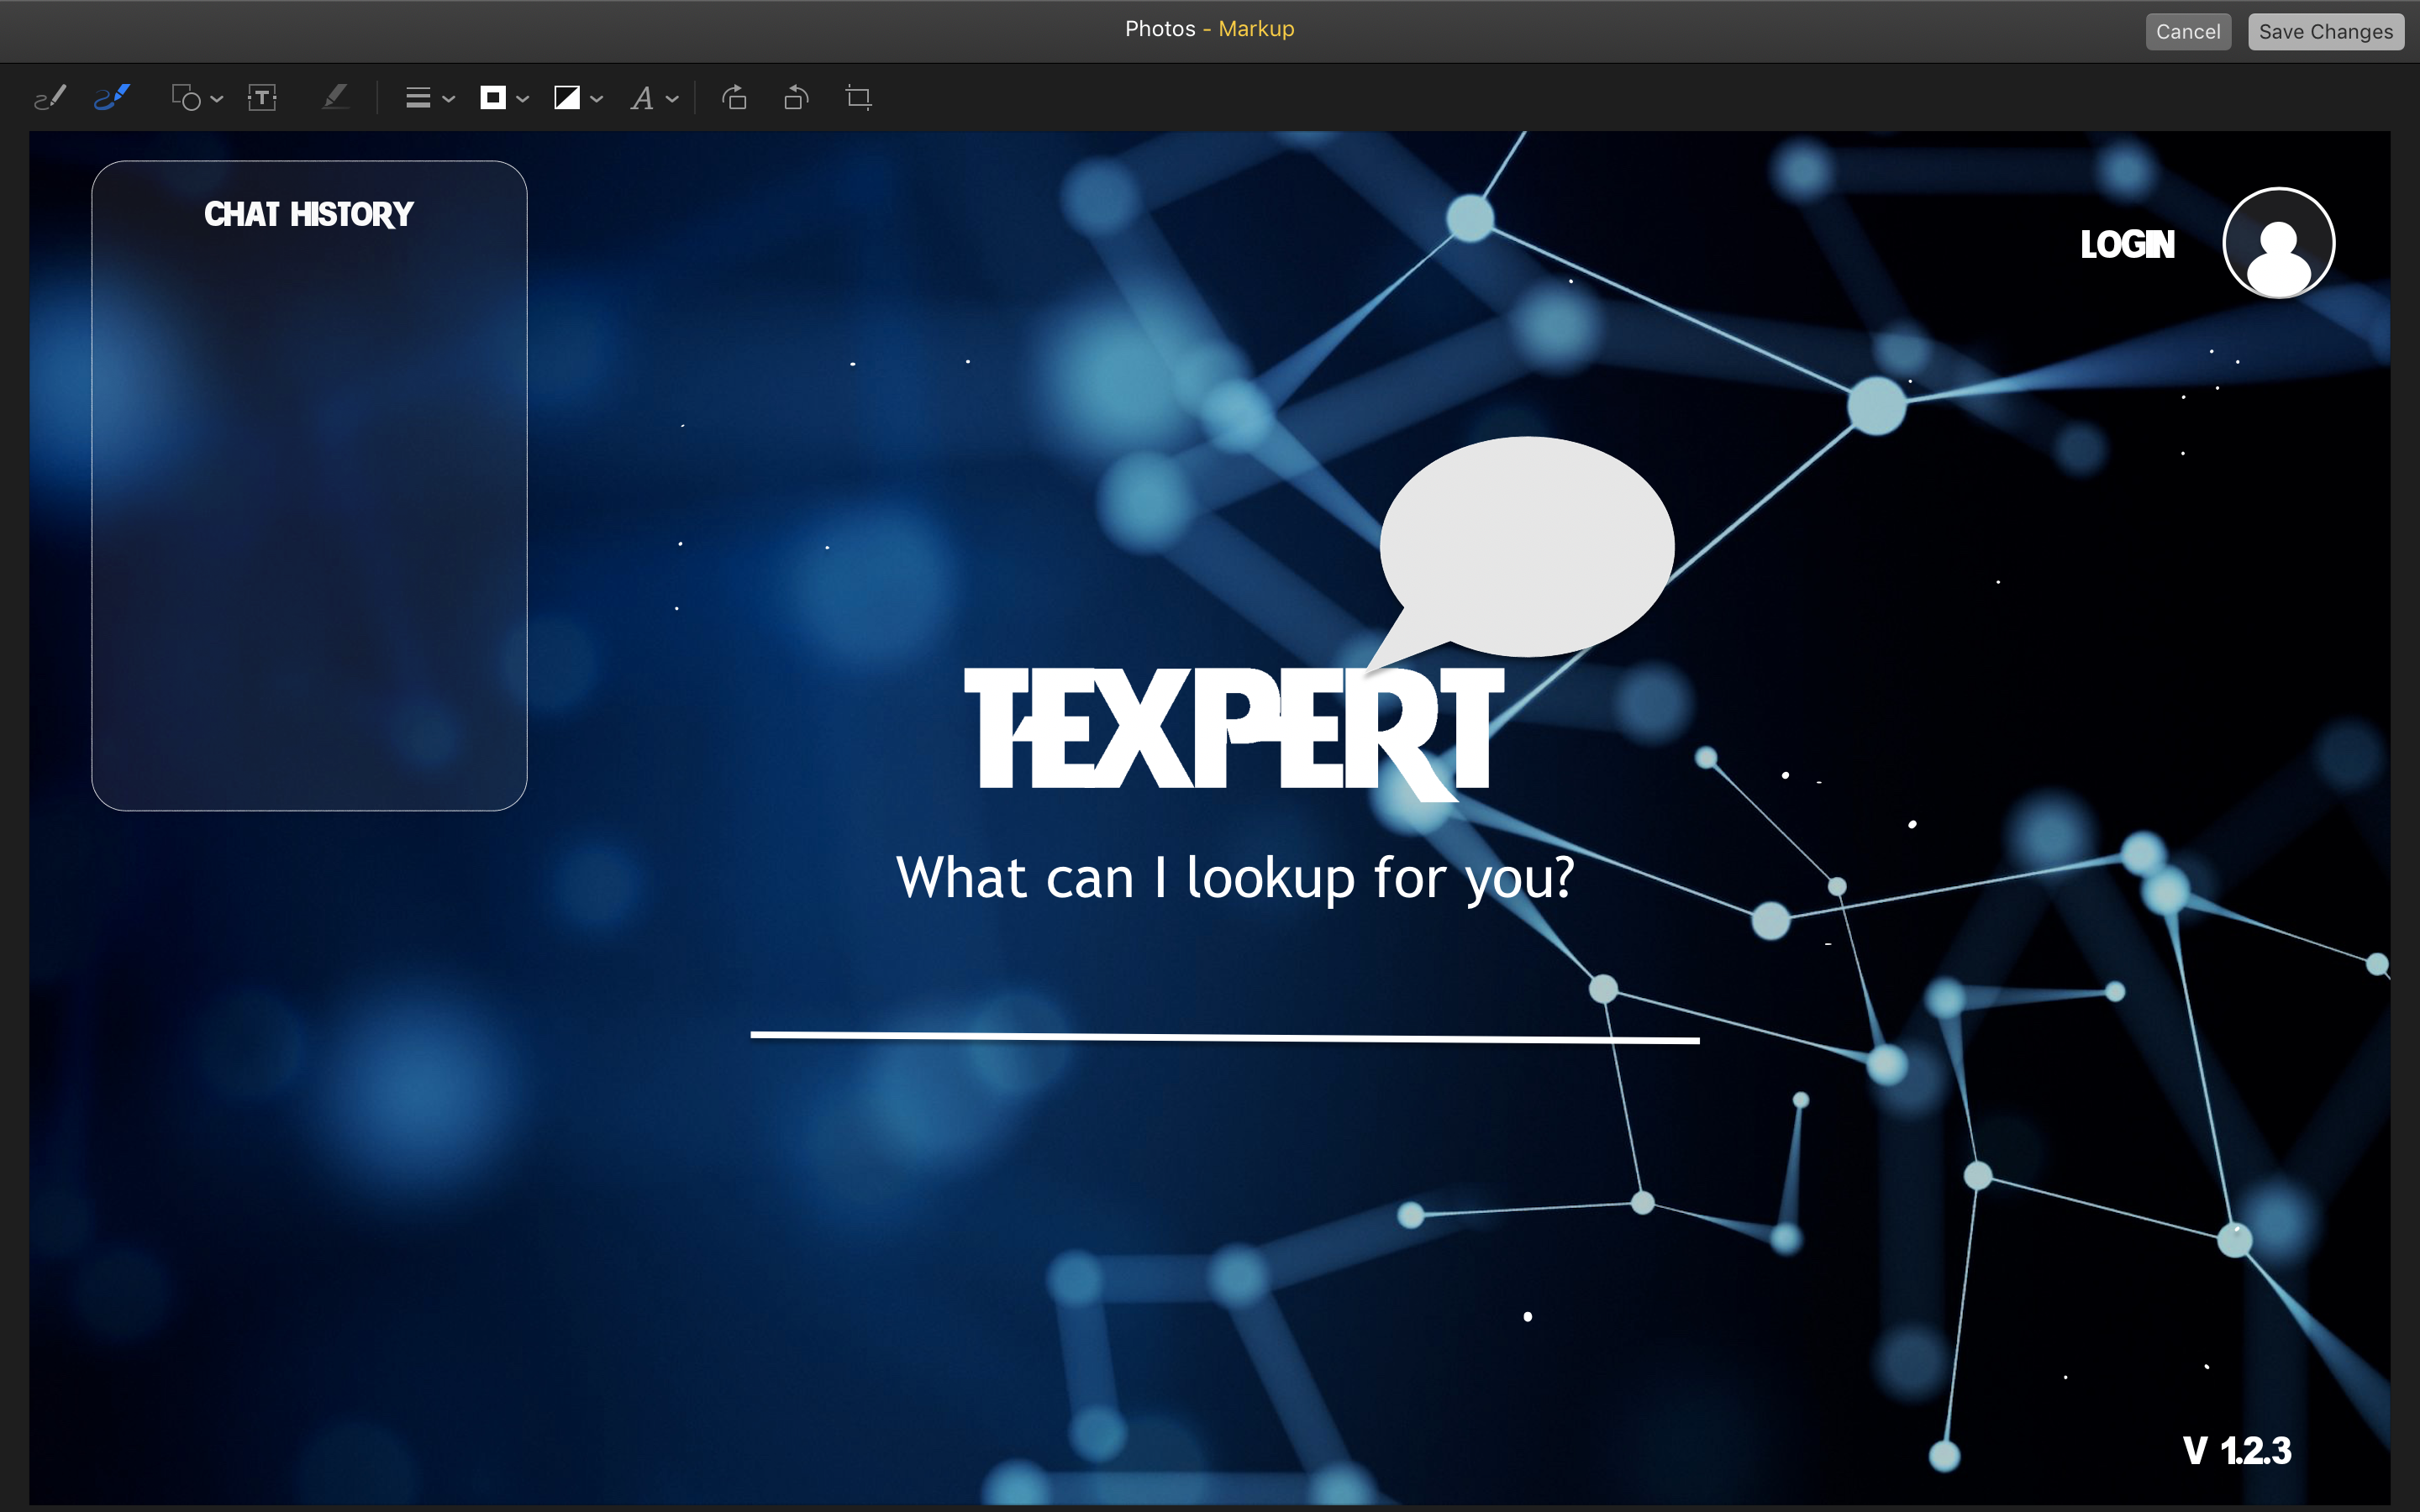 Photos - Markup
Cancel
Save Changes
CHAT HISTORY
LOGIN
TEXPERT
What can I lookup for you?
V 1.2.3